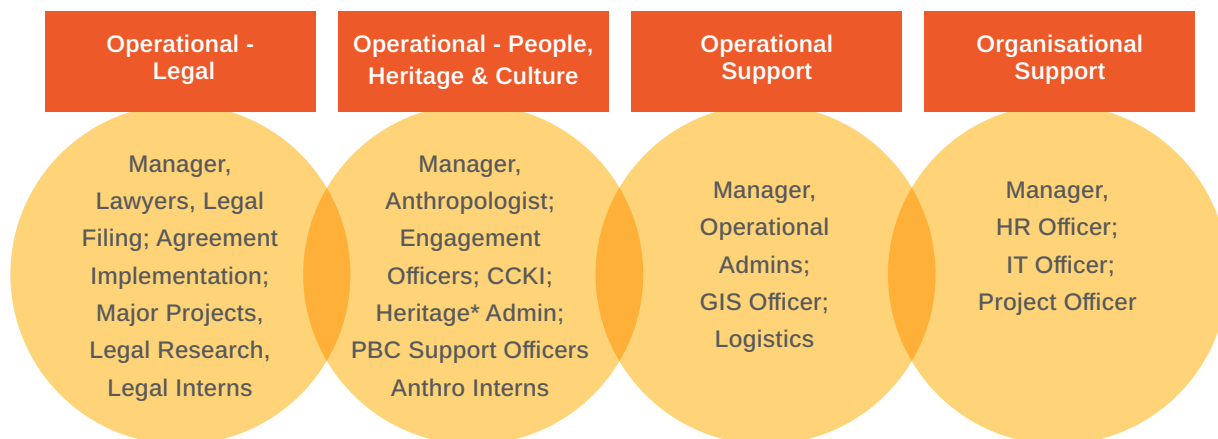 Operational -
Legal
Operational - People,
Heritage & Culture
Operational
Support
Organisational
Support
Manager,
Lawyers, Legal
Filing; Agreement
Implementation;
Major Projects,
Legal Research,
Legal Interns
Manager,
Anthropologist;
Engagement
Officers; CCKI;
Heritage* Admin;
PBC Support Officers
Anthro Interns
Manager,
Operational
Admins;
GIS Officer;
Logistics
Manager,
HR Officer;
IT Officer;
Project Officer